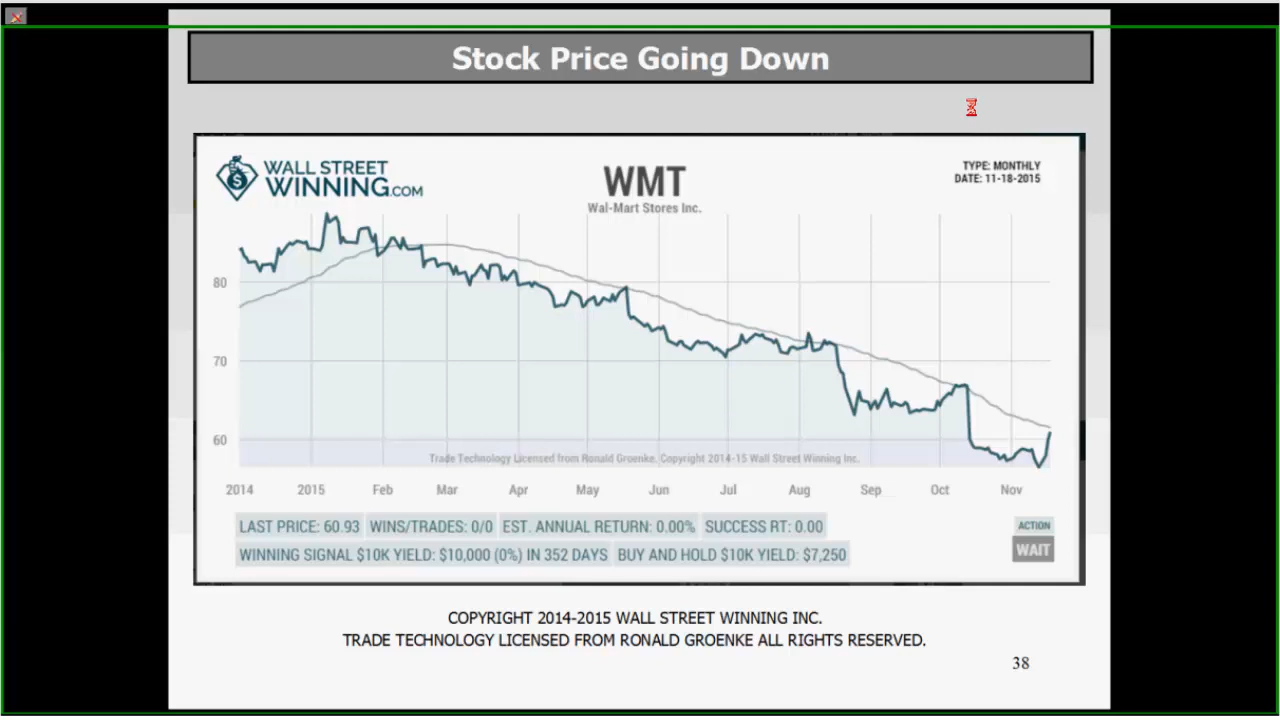 Stock Price Going Down
WALL STREET
WINNING.COM
WMT
Wal-Mart Stores Inc.
TYPE: MONTHLY
DATE: 11-18-2015
80
70
60
Trade Technology Licensed from Ronald Groenke. Copyright 2014-15 Wall Street Winning Inc.
2014 2015 Feb Mar Apr May Jun Jul Aug Sep Oct Nov
LAST PRICE: 60.93 WINS/TRADES: 0/0 EST. ANNUAL RETURN: 0.00% SUCCESS RT: 0.00
WINNING SIGNAL $10K YIELD: $10,000 (0%) IN 352 DAYS BUY AND HOLD $10K YIELD: $7,250
ACTION
WAIT
COPYRIGHT 2014-2015 WALL STREET WINNING INC.
TRADE TECHNOLOGY LICENSED FROM RONALD GROENKE ALL RIGHTS RESERVED.
38